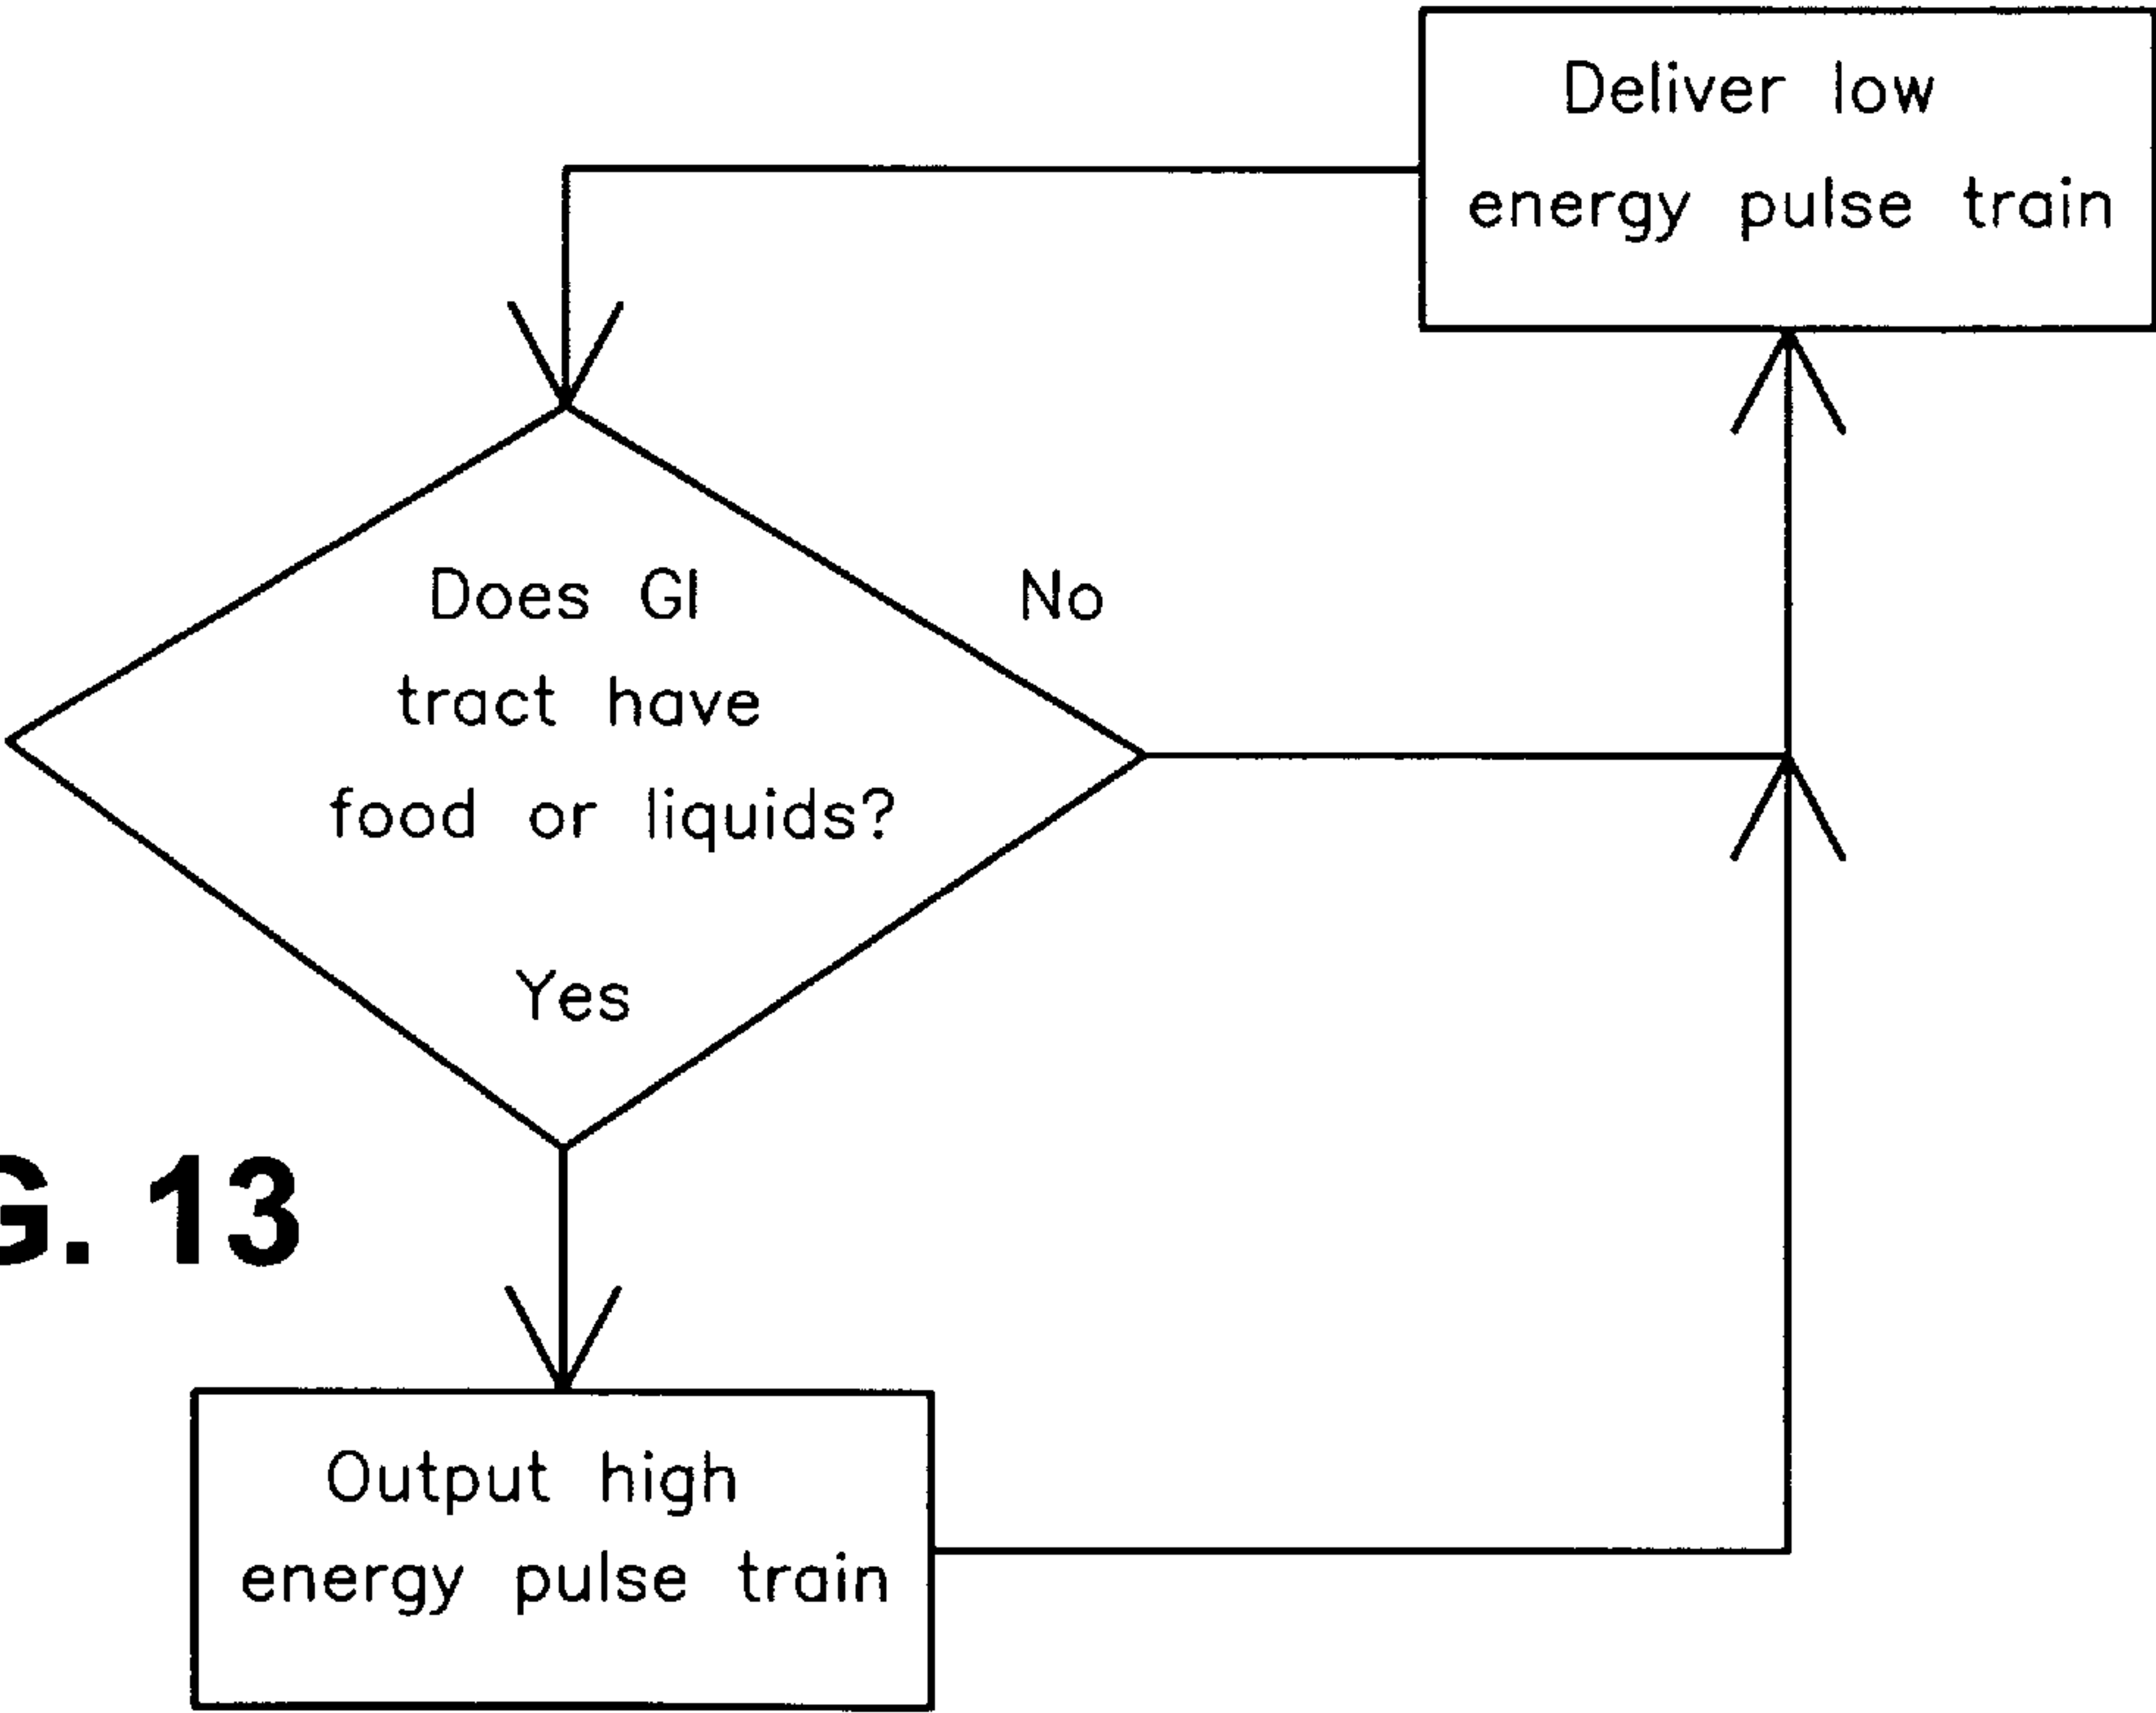 Deliver low
energy pulse train
Does GI
tract have
food or liquids?
No
Yes
G. 13
Output high
energy pulse train